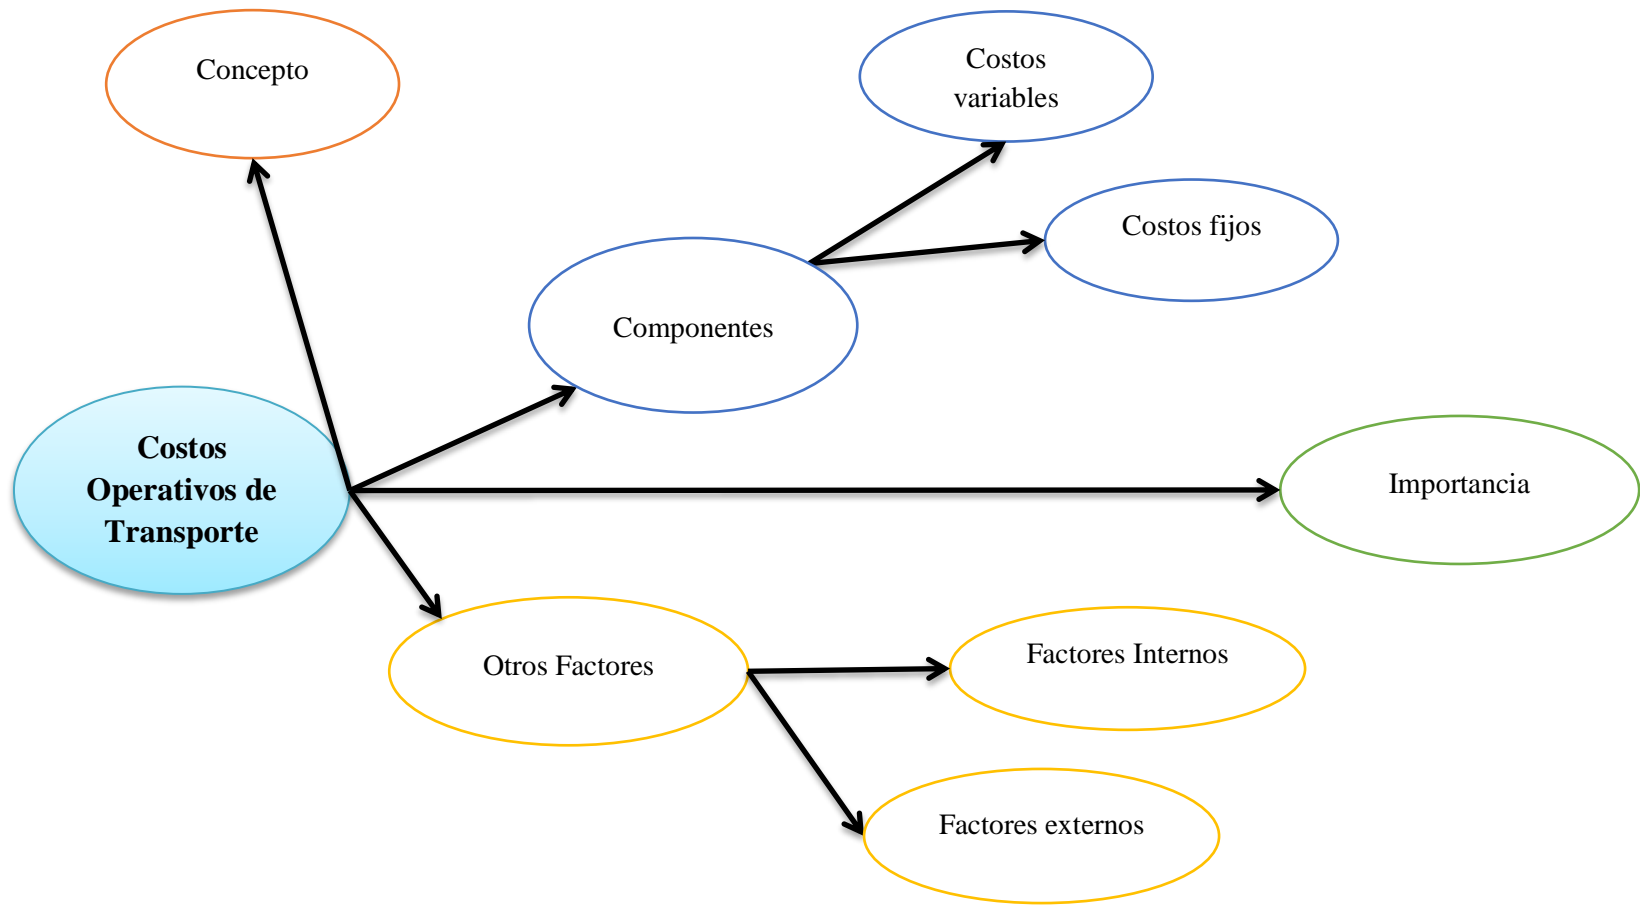 Concepto
Costos
variables
Costos fijos
Componentes
Costos
Operativos de
Transporte
Importancia
Otros Factores
Factores Internos
Factores externos